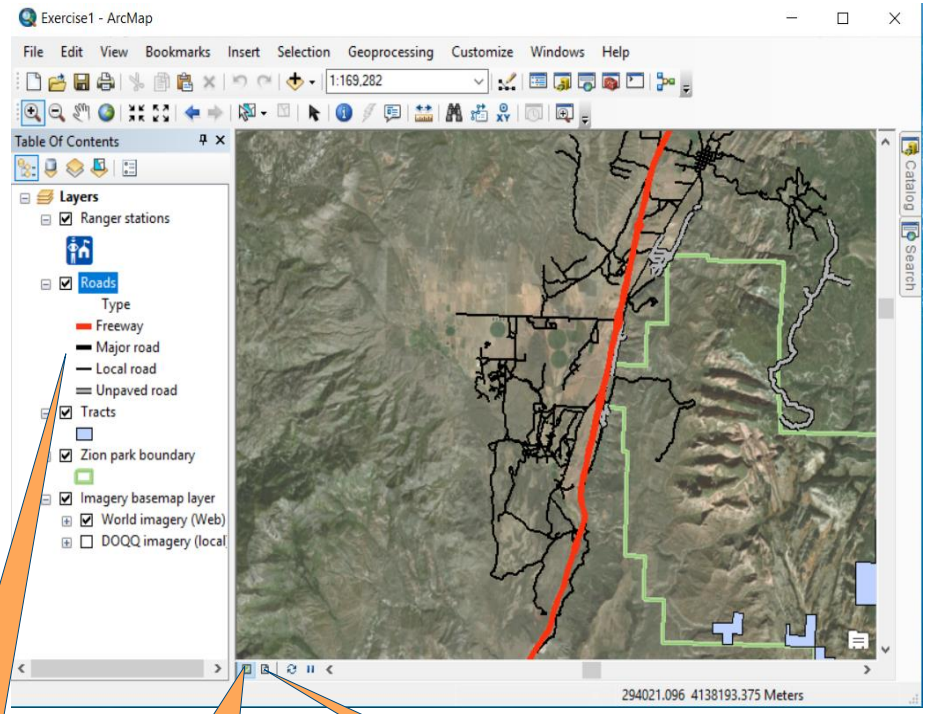 Exercise1 - ArcMap
File Edit View Bookmarks Insert Selection Geoprocessing Customize Windows Help
1:169,282
Table Of Contents
Layers
Ranger stations
Roads
Type
Freeway
Major road
Local road
Unpaved road
Tracts
Zion park boundary
Imagery basemap layer
World imagery (Web)
DOQQ imagery (local
Catalog
Search
294021.096 4138193.375 Meters